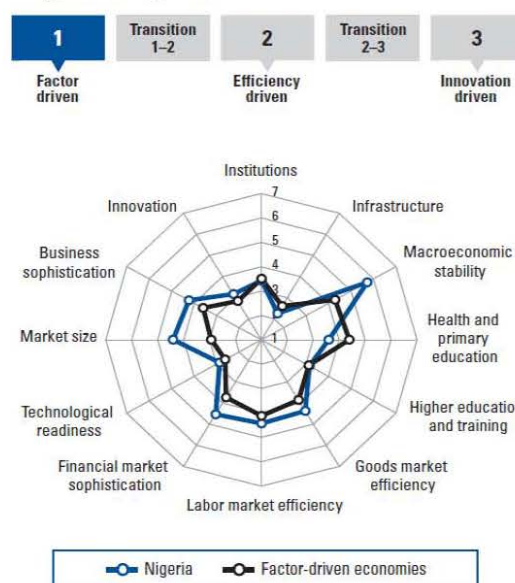 1
Transition
1–2
2
Transition
2–3
3
Factor
driven
Efficiency
driven
Innovation
driven
Institutions
7
Innovation
6
Infrastructure
5
Business
sophistication
4
Macroeconomic
stability
3
Market size
1
Health and
primary
education
Technological
readiness
Higher educatio
and training
Financial market
sophistication
Goods market
efficiency
Labor market efficiency
Nigeria
Factor-driven economies